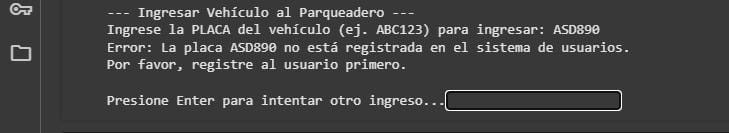 --- Ingresar Vehículo al Parqueadero ---
Ingrese la PLACA del vehículo (ej. ABC123) para ingresar: ASD890
Error: La placa ASD890 no está registrada en el sistema de usuarios.
Por favor, registre al usuario primero.
Presione Enter para intentar otro ingreso...